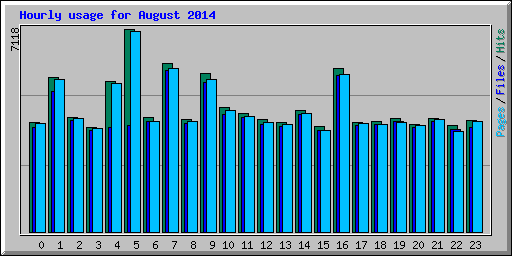 Hourly usage for August 2014
7118
Pages / Files / Hits
0 1 2 3 4 5 6 7 8 9 10 11 12 13 14 15 16 17 18 19 20 21 22 23